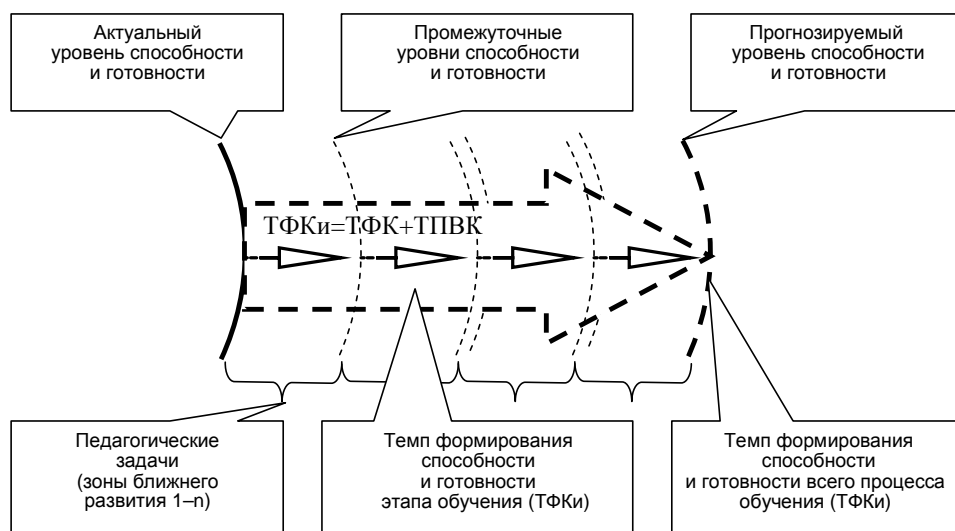 Актуальный
уровень способности
и готовности
Промежуточные
уровни способности
и готовности
Прогнозируемый
уровень способности
и готовности
ТФКи=ТФК+ТПВК
Педагогические
задачи
(зоны ближнего
развития 1–n)
Темп формирования
способности
и готовности
этапа обучения (ТФКи)
Темп формирования
способности
и готовности всего процесса
обучения (ТФКи)